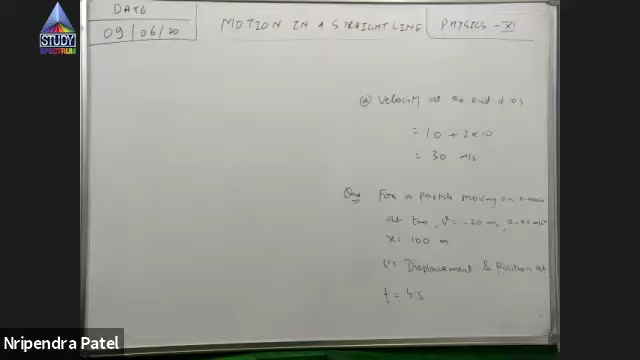 DATE
09/06/20
MOTION IN A STRAIGHT LINE
PHYSICS - XI
STUDY
SPECTRUM
@ Velocity at the end of 10s
= 10 + 2×10
= 30 m/s
Que For a particle moving on x-axis
at t=0, v = -20 m/s,
x = 100 m.
(i) Displacement & Position at
t = 4s
Nripendra Patel